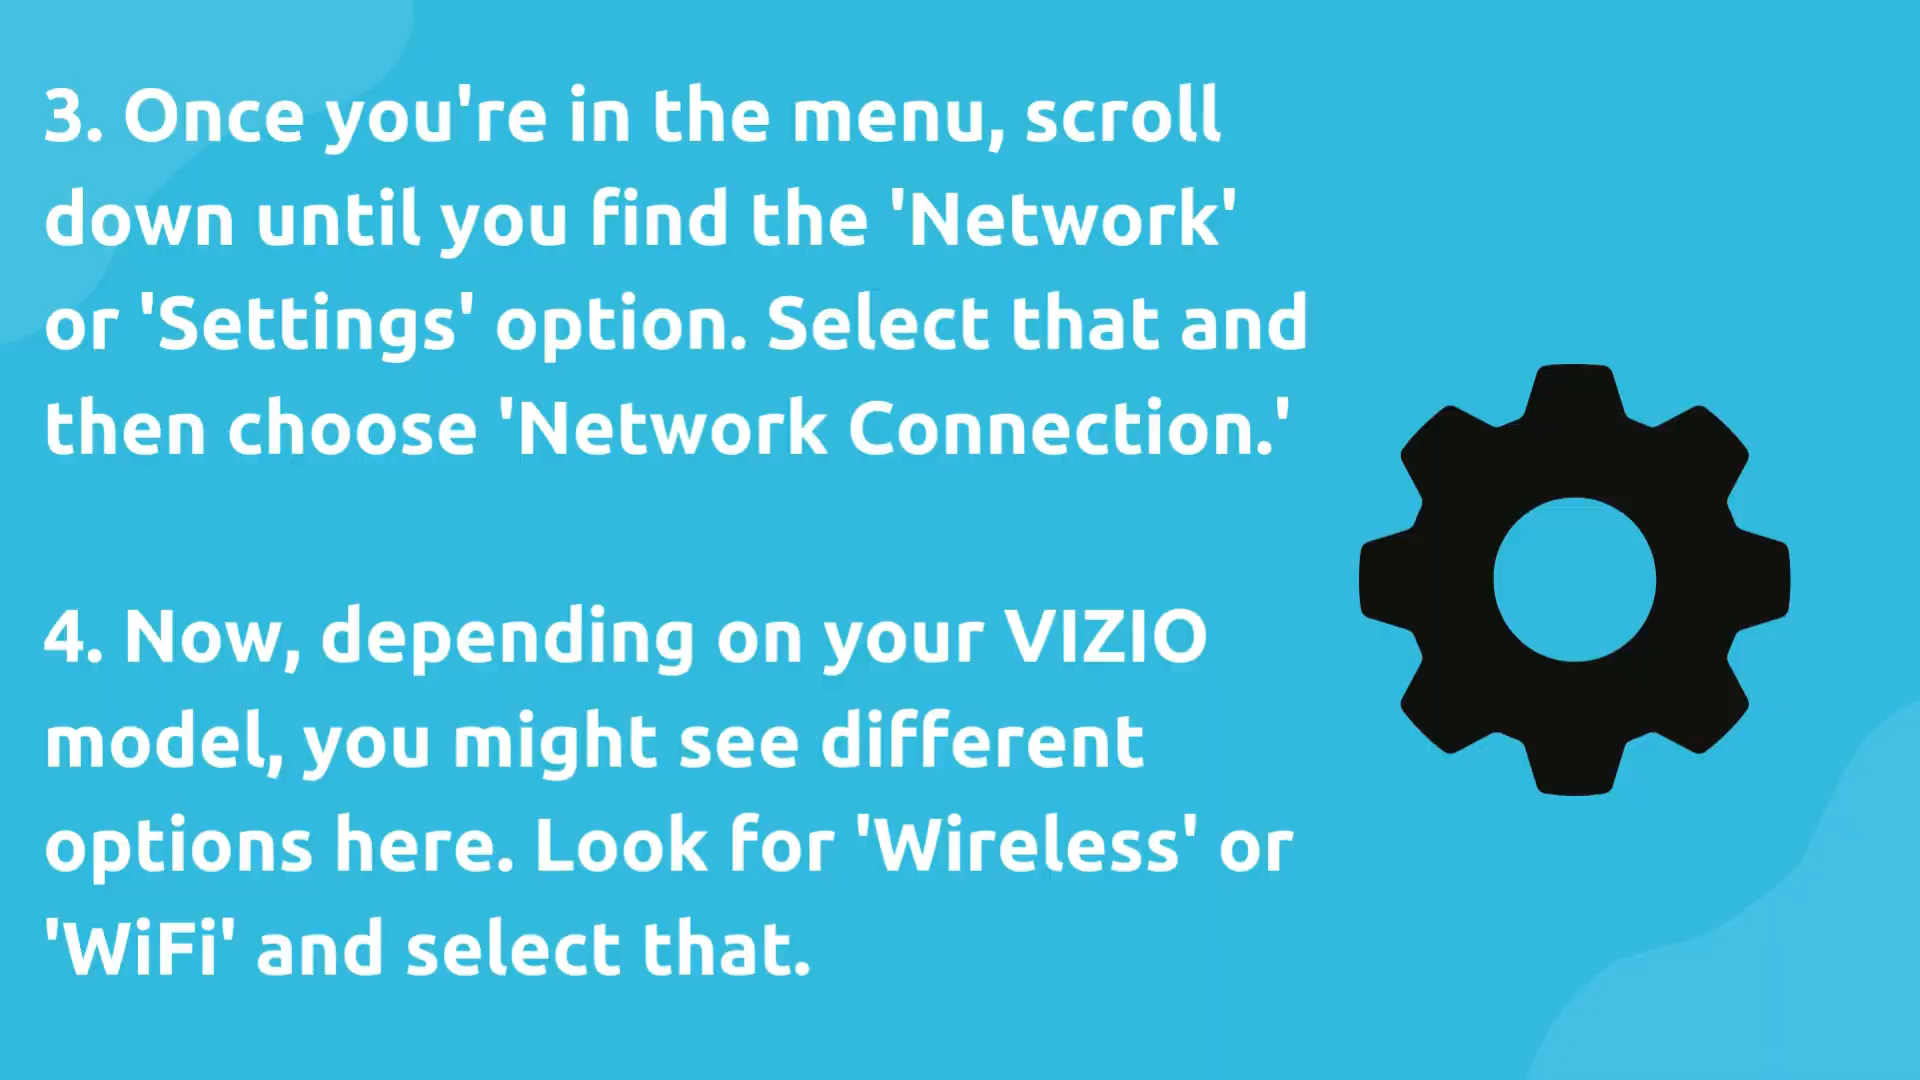 3. Once you're in the menu, scroll
down until you find the 'Network'
or 'Settings' option. Select that and
then choose 'Network Connection.'
4. Now, depending on your VIZIO
model, you might see different
options here. Look for 'Wireless' or
'WiFi' and select that.